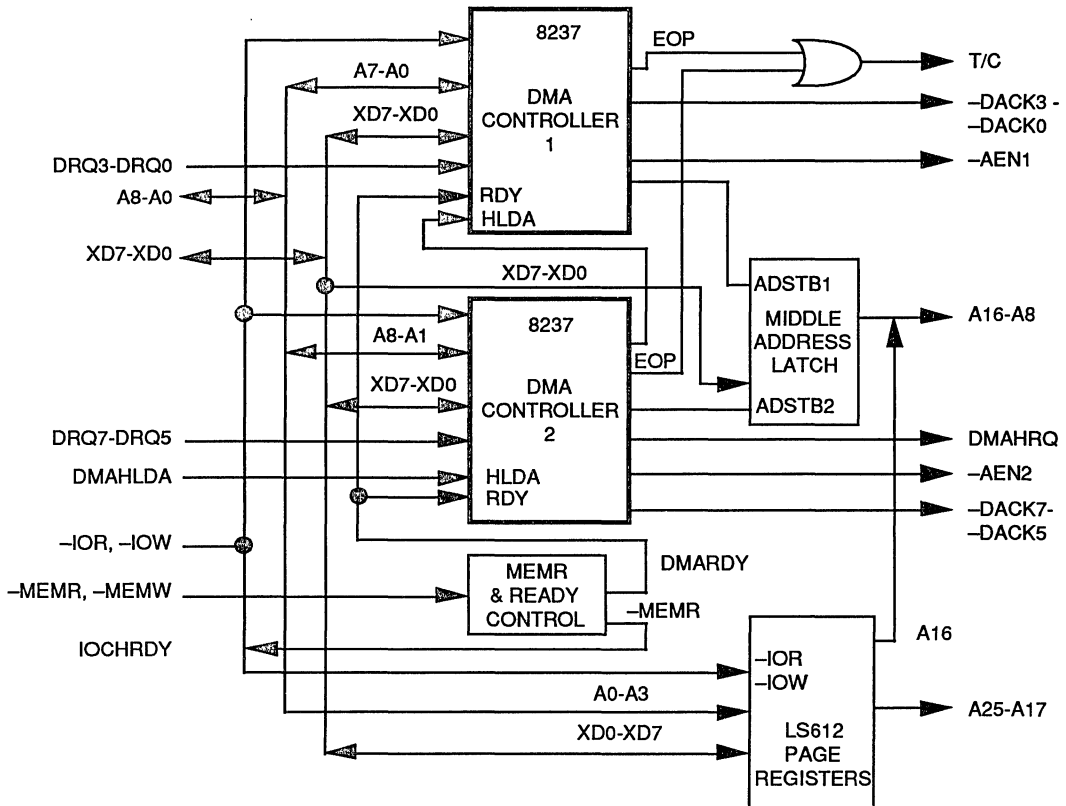 8237
DMA
CONTROLLER
1
RDY
HLDA
EOP
T/C
–DACK3 -
–DACK0
–AEN1
A7-A0
XD7-XD0
DRQ3-DRQ0
A8-A0
XD7-XD0
XD7-XD0
ADSTB1
MIDDLE
ADDRESS
LATCH
ADSTB2
A16-A8
8237
DMA
CONTROLLER
2
HLDA
RDY
A8-A1
XD7-XD0
EOP
DRQ7-DRQ5
DMAHLDA
DMAHRQ
–AEN2
–DACK7-
–DACK5
–IOR, –IOW
–MEMR, –MEMW
MEMR
& READY
CONTROL
DMARDY
–MEMR
IOCHRDY
A16
–IOR
–IOW
LS612
PAGE
REGISTERS
A0-A3
XD0-XD7
A25-A17